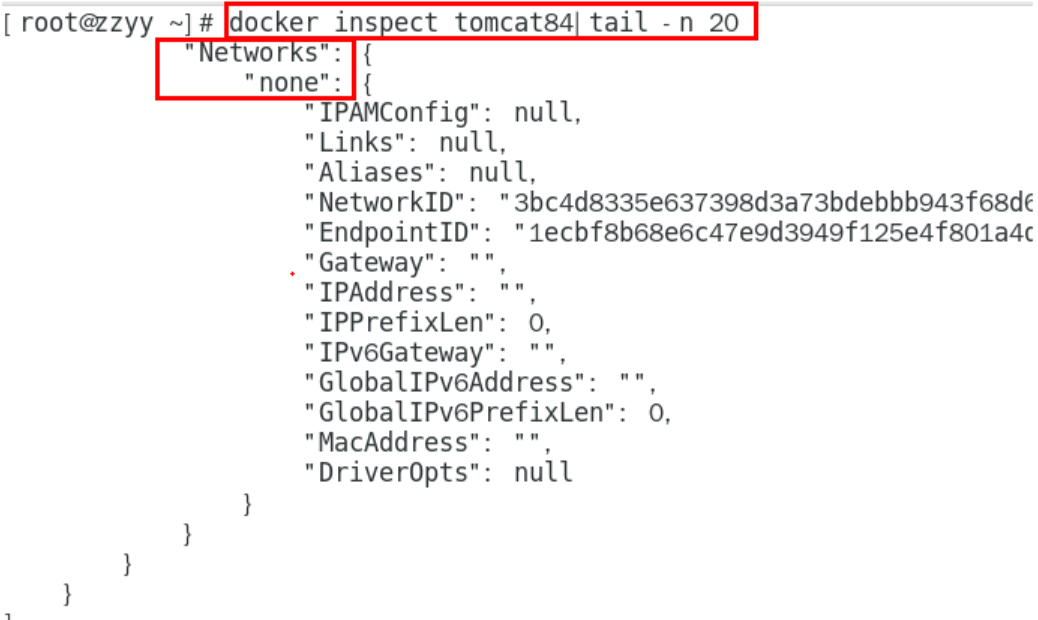 [root@zzyy ~]# docker inspect tomcat84| tail -n 20
"Networks": {
"none": {
"IPAMConfig": null,
"Links": null,
"Aliases": null,
"NetworkID": "3bc4d8335e637398d3a73bdebbb943f68d6
"EndpointID": "1ecbf8b68e6c47e9d3949f125e4f801a4d
"Gateway": "",
"IPAddress": "",
"IPPrefixLen": 0,
"IPv6Gateway": "",
"GlobalIPv6Address": "",
"GlobalIPv6PrefixLen": 0,
"MacAddress": "",
"DriverOpts": null
}
}
}
}